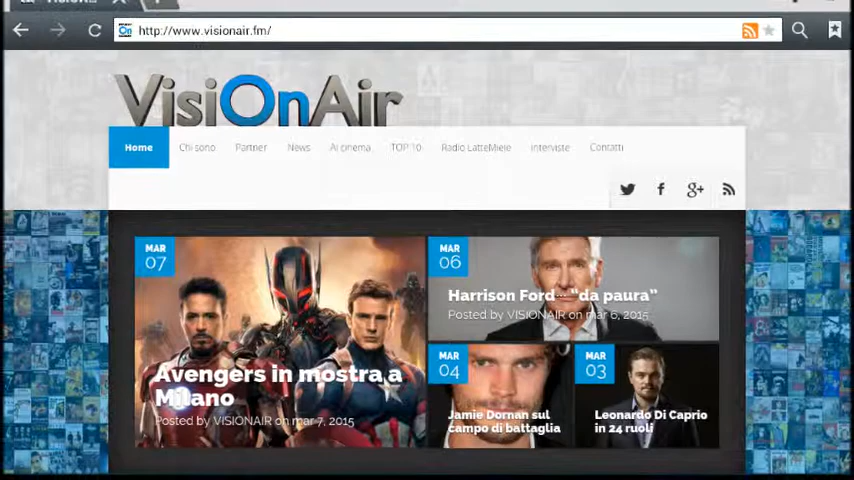 http://www.visionair.fm/
VisiOnAir
Home
Chi sono
Partner
News
Al cinema
TOP 10
Radio LatteMiele
Interviste
Contatti
MAR
07
Avengers in mostra a
Milano
Posted by VISIONAIR on mar 7, 2015
MAR
06
Harrison Ford – “da paura”
Posted by VISIONAIR on mar 6, 2015
MAR
04
Jamie Dornan sul
campo di battaglia
MAR
03
Leonardo Di Caprio
in 24 ruoli